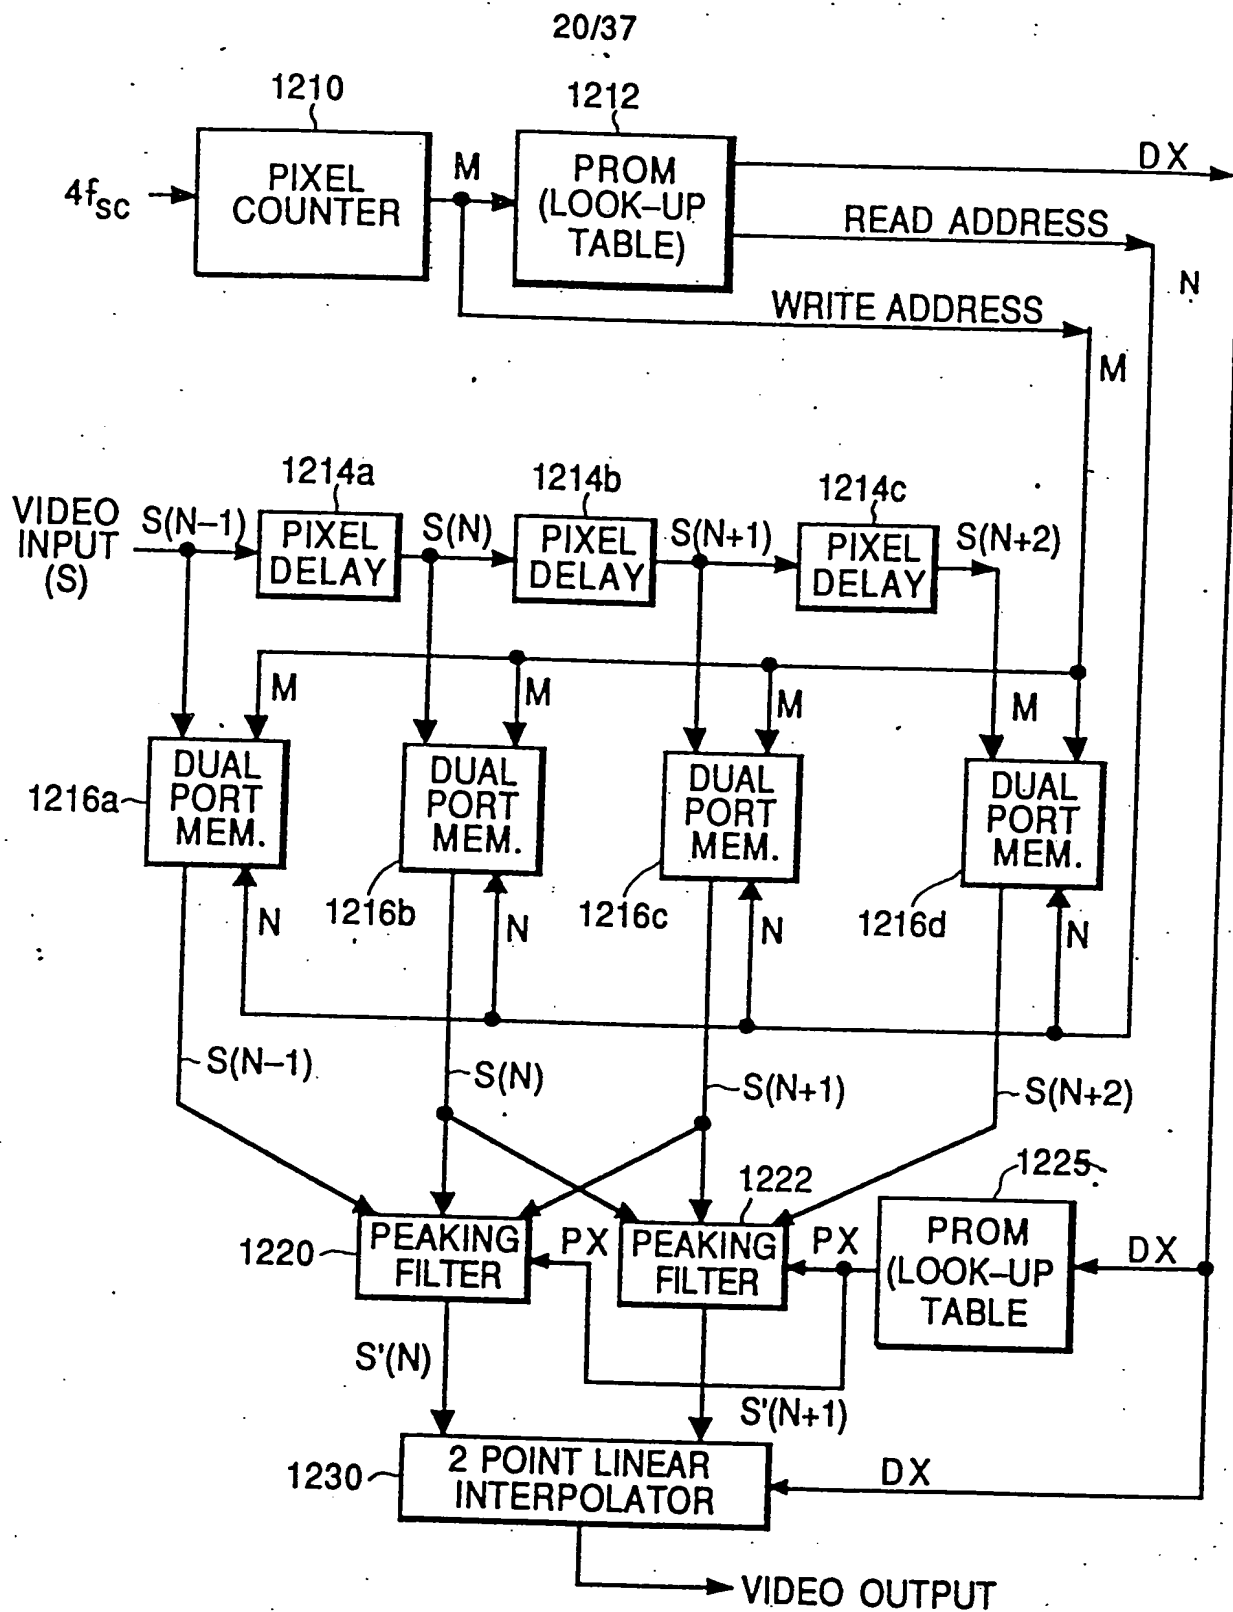 20/37
1210
1212
4fsc
PIXEL
COUNTER
M
PROM
(LOOK-UP
TABLE)
DX
READ ADDRESS
N
WRITE ADDRESS
M
1214a
1214b
1214c
VIDEO
INPUT
(S)
S(N-1)
PIXEL
DELAY
S(N)
PIXEL
DELAY
S(N+1)
PIXEL
DELAY
S(N+2)
M
M
M
M
1216a
DUAL
PORT
MEM.
DUAL
PORT
MEM.
DUAL
PORT
MEM.
DUAL
PORT
MEM.
1216b
1216c
1216d
N
N
N
N
S(N-1)
S(N)
S(N+1)
S(N+2)
1220
PEAKING
FILTER
PX
1222
PEAKING
FILTER
PX
1225
PROM
(LOOK-UP
TABLE
DX
S'(N)
S'(N+1)
1230
2 POINT LINEAR
INTERPOLATOR
DX
VIDEO OUTPUT